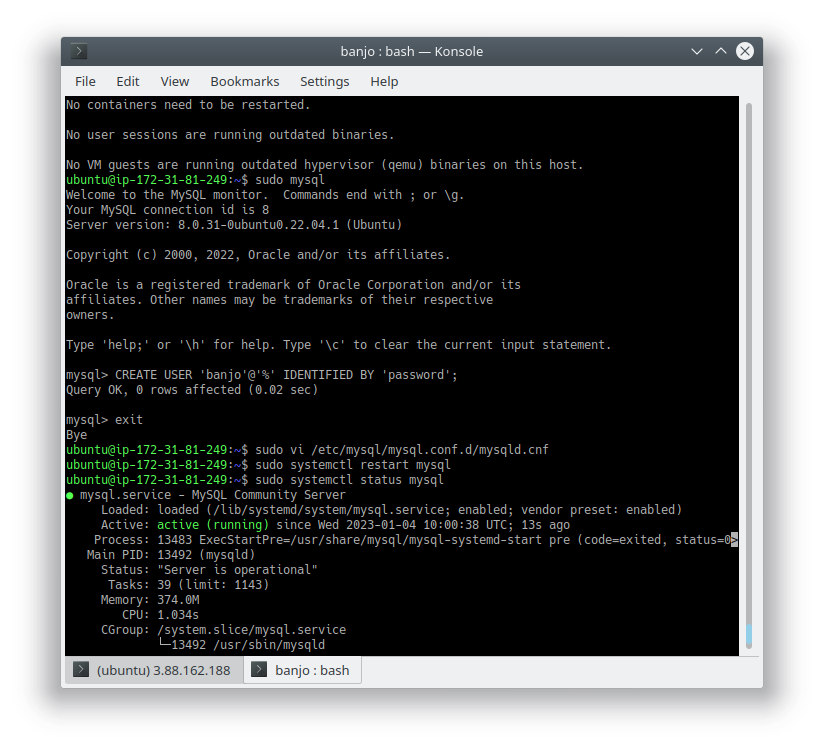 banjo : bash — Konsole
File Edit View Bookmarks Settings Help
No containers need to be restarted.
No user sessions are running outdated binaries.
No VM guests are running outdated hypervisor (qemu) binaries on this host.
ubuntu@ip-172-31-81-249:~$ sudo mysql
Welcome to the MySQL monitor.  Commands end with ; or \g.
Your MySQL connection id is 8
Server version: 8.0.31-0ubuntu0.22.04.1 (Ubuntu)
Copyright (c) 2000, 2022, Oracle and/or its affiliates.
Oracle is a registered trademark of Oracle Corporation and/or its
affiliates. Other names may be trademarks of their respective
owners.
Type 'help;' or '\h' for help. Type '\c' to clear the current input statement.
mysql> CREATE USER 'banjo'@'%' IDENTIFIED BY 'password';
Query OK, 0 rows affected (0.02 sec)
mysql> exit
Bye
ubuntu@ip-172-31-81-249:~$ sudo vi /etc/mysql/mysql.conf.d/mysqld.cnf
ubuntu@ip-172-31-81-249:~$ sudo systemctl restart mysql
ubuntu@ip-172-31-81-249:~$ sudo systemctl status mysql
● mysql.service - MySQL Community Server
Loaded: loaded (/lib/systemd/system/mysql.service; enabled; vendor preset: enabled)
Active: active (running) since Wed 2023-01-04 10:00:38 UTC; 13s ago
Process: 13483 ExecStartPre=/usr/share/mysql/mysql-systemd-start pre (code=exited, status=0>
Main PID: 13492 (mysqld)
Status: "Server is operational"
Tasks: 39 (limit: 1143)
Memory: 374.0M
CPU: 1.034s
CGroup: /system.slice/mysql.service
└─13492 /usr/sbin/mysqld
(ubuntu) 3.88.162.188 banjo : bash